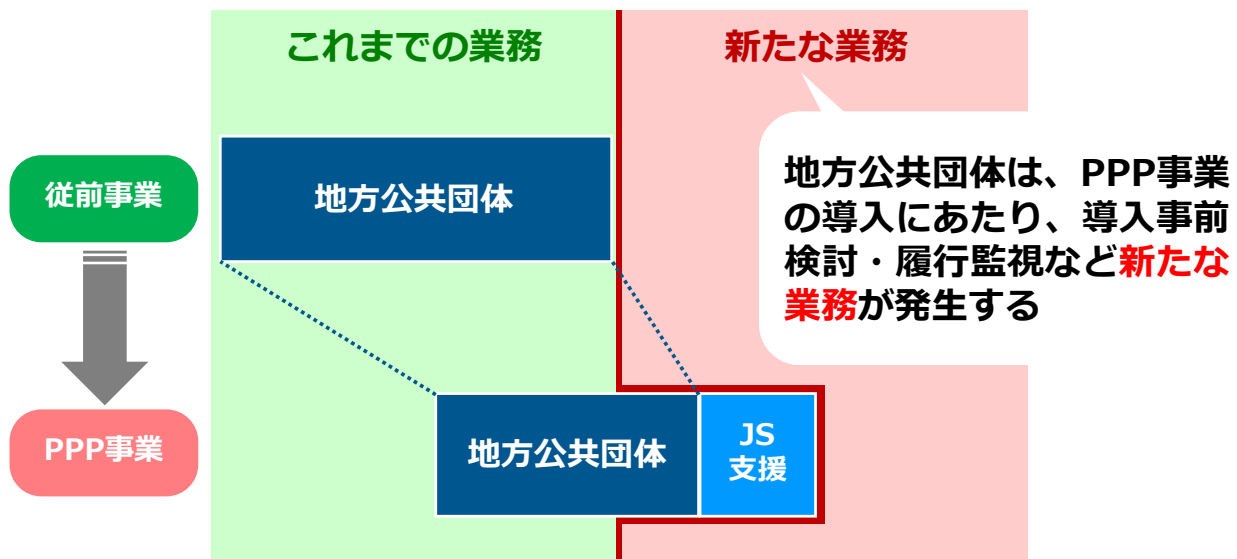 これまでの業務
新たな業務
従前事業
地方公共団体
地方公共団体は、PPP事業
の導入にあたり、導入事前
検討・履行監視など新たな
業務が発生する
PPP事業
地方公共団体
JS
支援